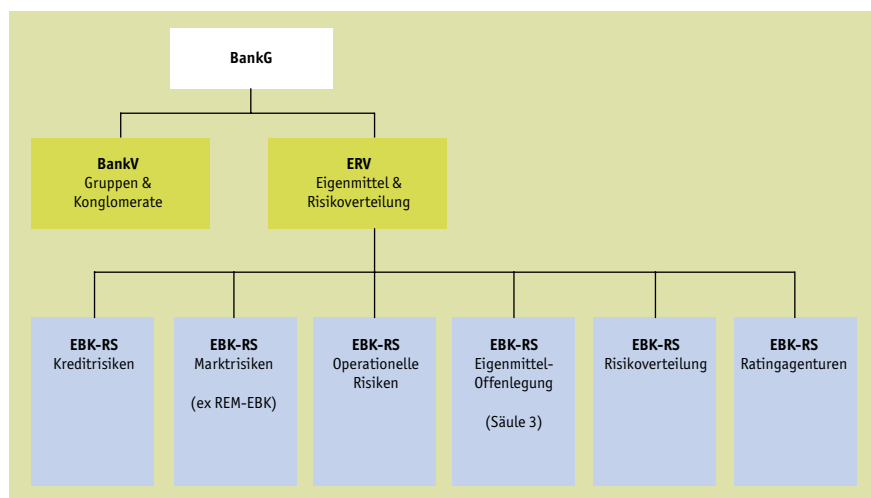 BankG
BankV
Gruppen &
Konglomerate
ERV
Eigenmittel &
Risikoverteilung
EBK-RS
Kreditrisiken
EBK-RS
Marktrisiken
(ex REM-EBK)
EBK-RS
Operationelle
Risiken
EBK-RS
Eigenmittel-
Offenlegung
(Säule 3)
EBK-RS
Risikoverteilung
EBK-RS
Ratingagenturen